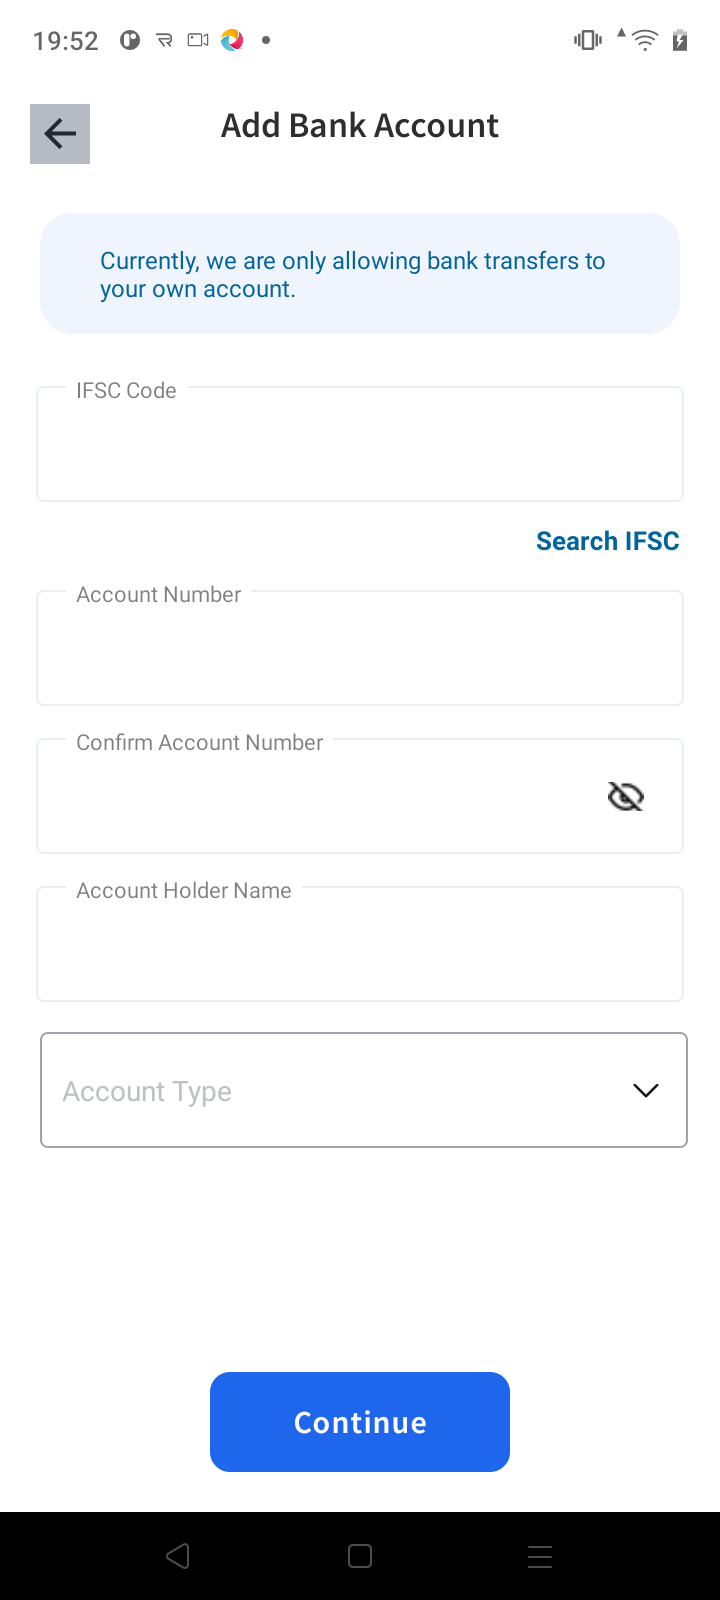 19:52
Add Bank Account
Currently, we are only allowing bank transfers to
your own account.
IFSC Code
Search IFSC
Account Number
Confirm Account Number
Account Holder Name
Account Type
Continue